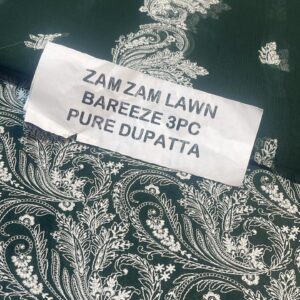 ZAM ZAM LAWN
BAREEZE 3PC
PURE DUPATTA